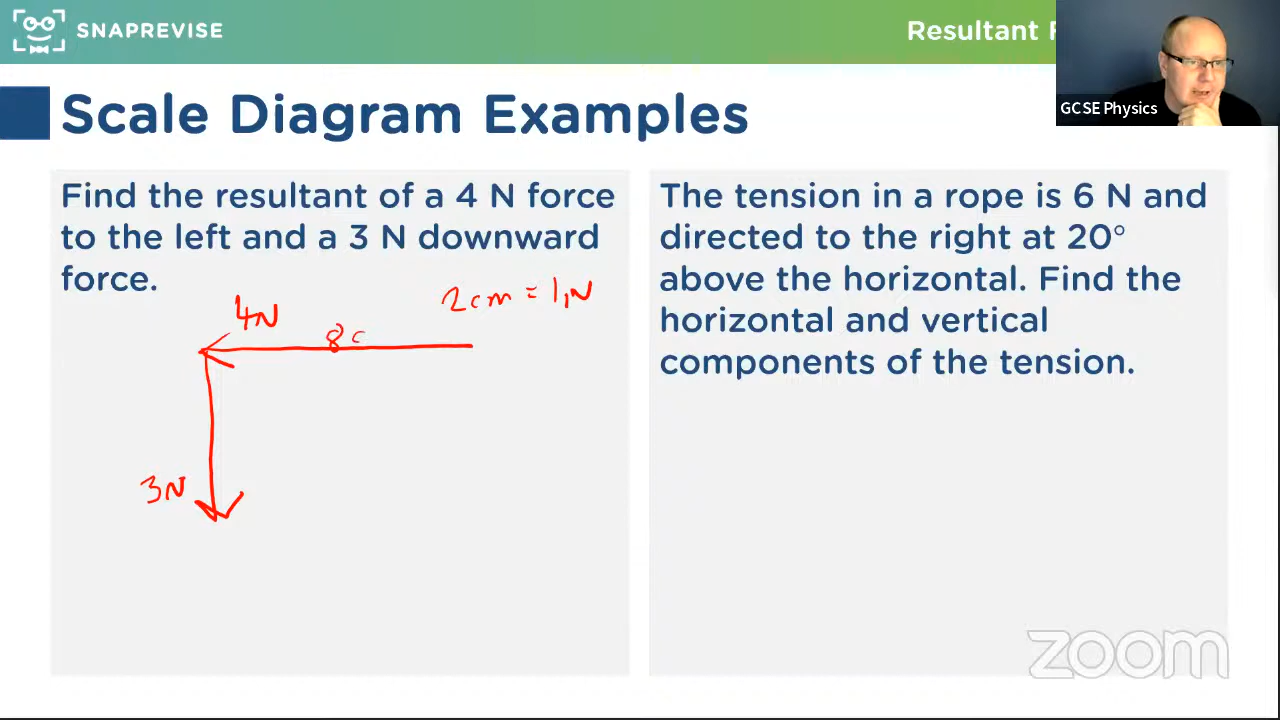 SNAPREVISE
Resultant F
GCSE Physics
Scale Diagram Examples
Find the resultant of a 4 N force
to the left and a 3 N downward
force.
2cm = 1N
4N
8c
3N
The tension in a rope is 6 N and
directed to the right at 20°
above the horizontal. Find the
horizontal and vertical
components of the tension.
zoom